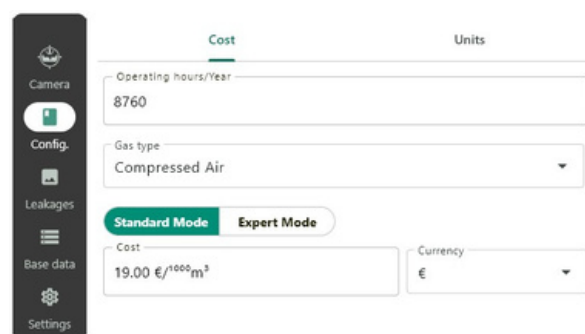 Cost
Units
Camera
Operating hours/Year
8760
Config.
Gas type
Compressed Air
Leakages
Standard Mode
Expert Mode
Base data
Cost
19.00 €/¹⁰⁰⁰m³
Currency
€
Settings